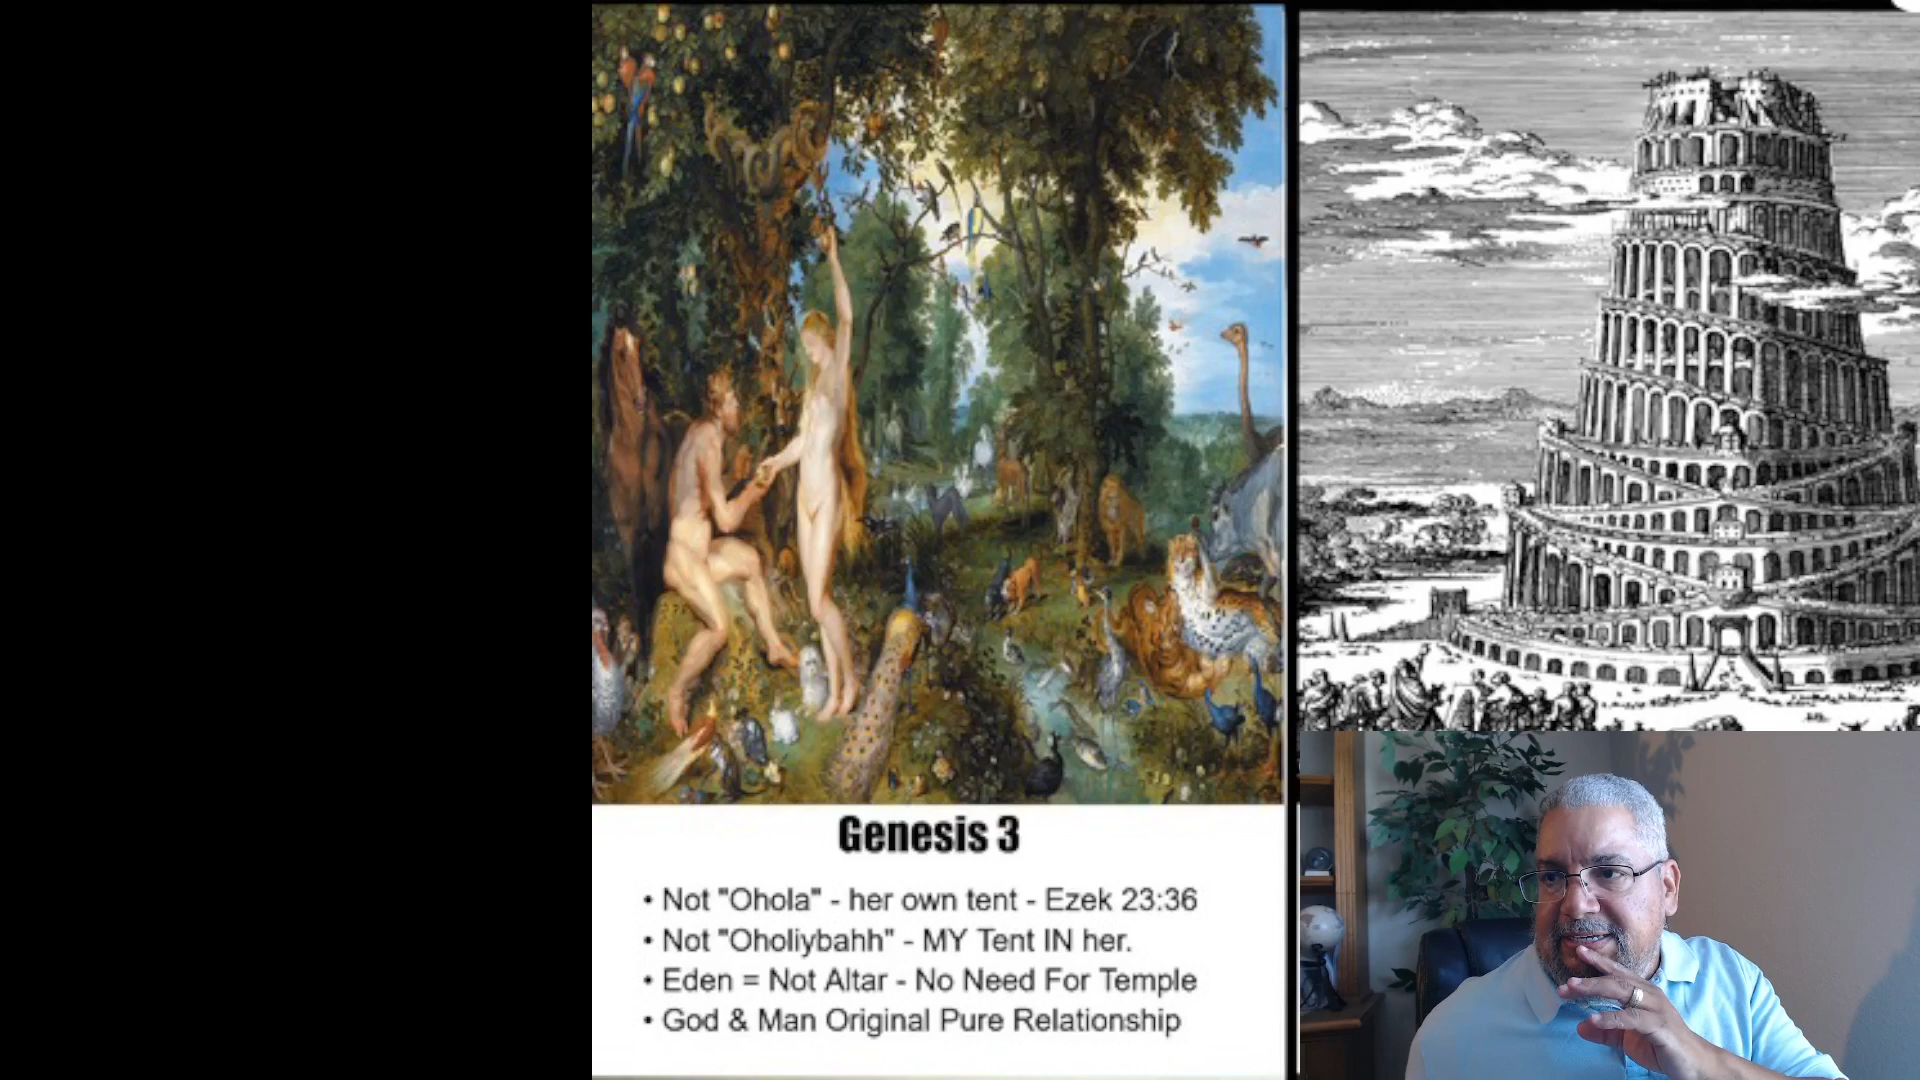 Genesis 3
• Not "Ohola" - her own tent - Ezek 23:36
• Not "Oholiybahh" - MY Tent IN her.
• Eden = Not Altar - No Need For Temple
• God & Man Original Pure Relationship